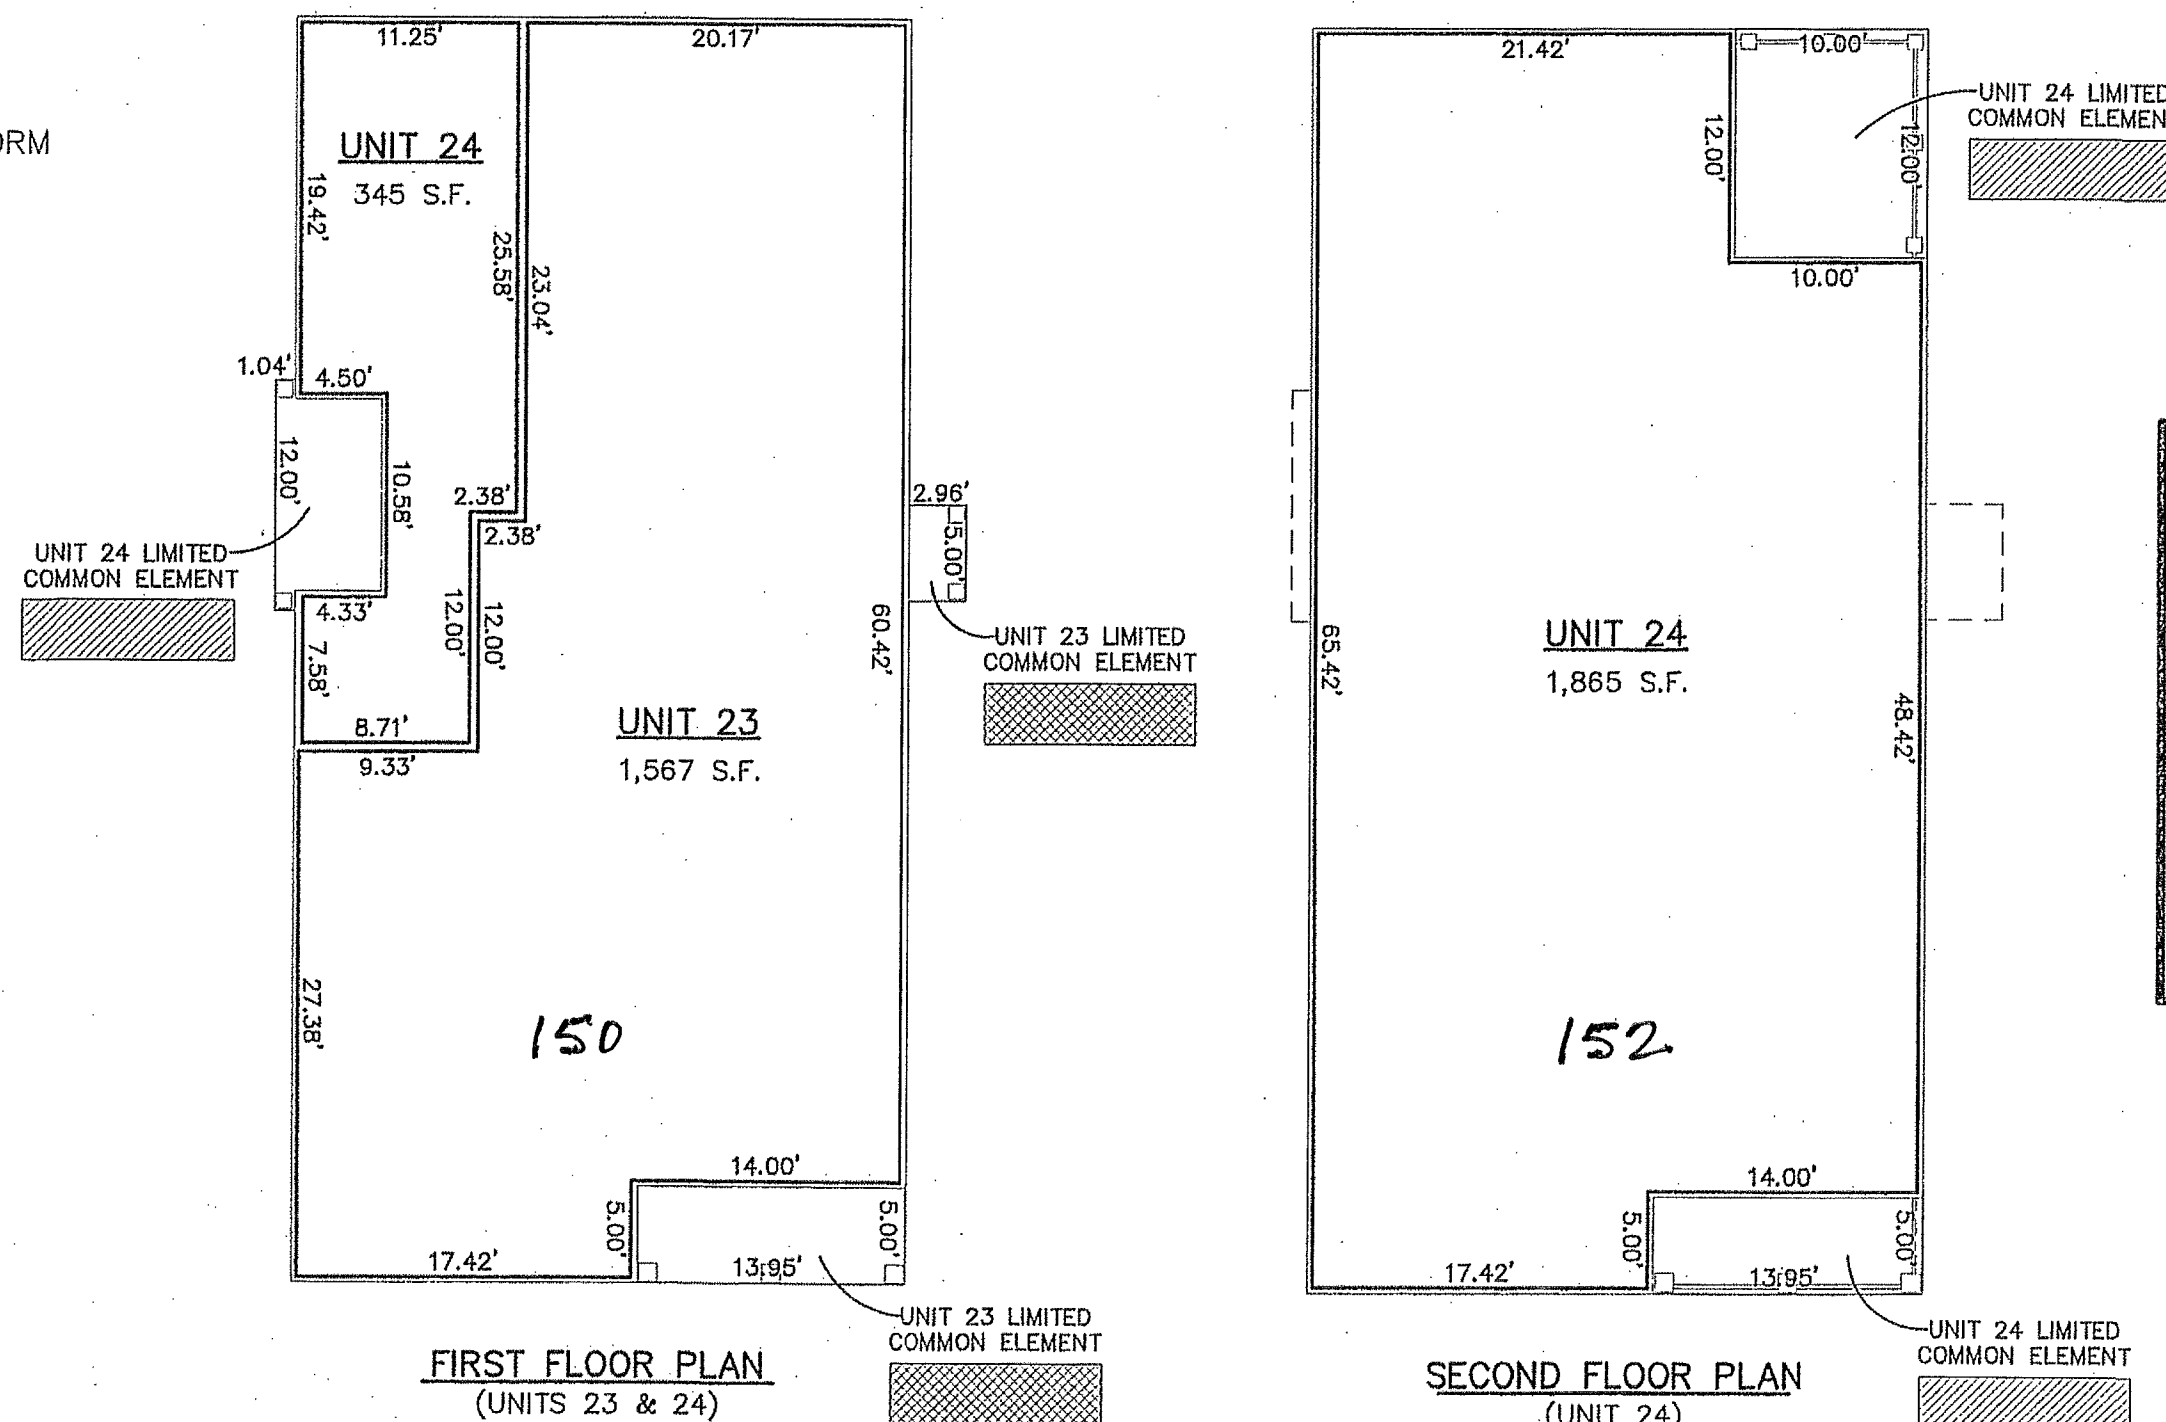 ORM
11.25'
20.17'
UNIT 24
345 S.F.
19.42'
25.58'
23.04'
1.04'
4.50'
12.00'
10.58'
2.38'
2.38'
2.96'
5.00'
UNIT 24 LIMITED
COMMON ELEMENT
4.33'
7.58'
12.00'
12.00'
60.42'
UNIT 23 LIMITED
COMMON ELEMENT
8.71'
9.33'
UNIT 23
1,567 S.F.
27.38'
150
14.00'
5.00'
5.00'
17.42'
13.95'
UNIT 23 LIMITED
COMMON ELEMENT
FIRST FLOOR PLAN
(UNITS 23 & 24)
21.42'
10.00'
12.00'
12.00'
UNIT 24 LIMITED
COMMON ELEMEN
10.00'
65.42'
UNIT 24
1,865 S.F.
48.42'
152
14.00'
5.00'
5.00'
17.42'
13.95'
UNIT 24 LIMITED
COMMON ELEMENT
SECOND FLOOR PLAN
(UNIT 24)